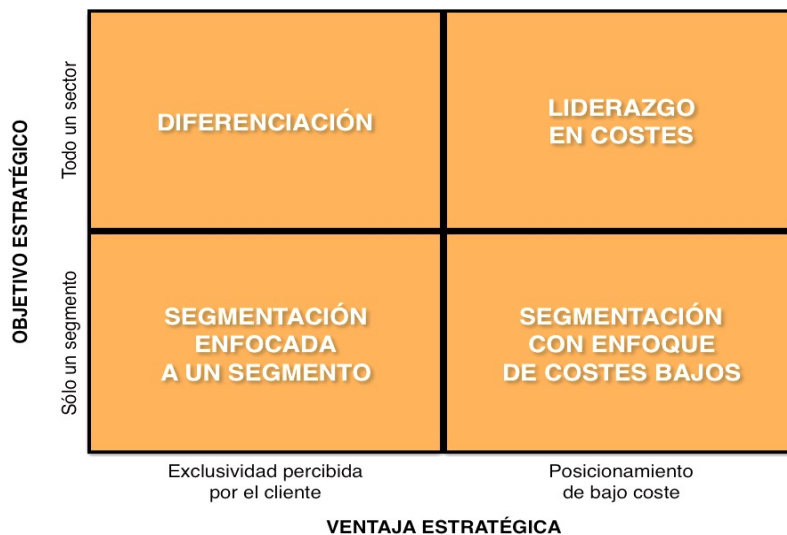 OBJETIVO ESTRATÉGICO
Todo un sector
DIFERENCIACIÓN
LIDERAZGO
EN COSTES
Sólo un segmento
SEGMENTACIÓN
ENFOCADA
A UN SEGMENTO
SEGMENTACIÓN
CON ENFOQUE
DE COSTES BAJOS
Exclusividad percibida
por el cliente
Posicionamiento
de bajo coste
VENTAJA ESTRATÉGICA